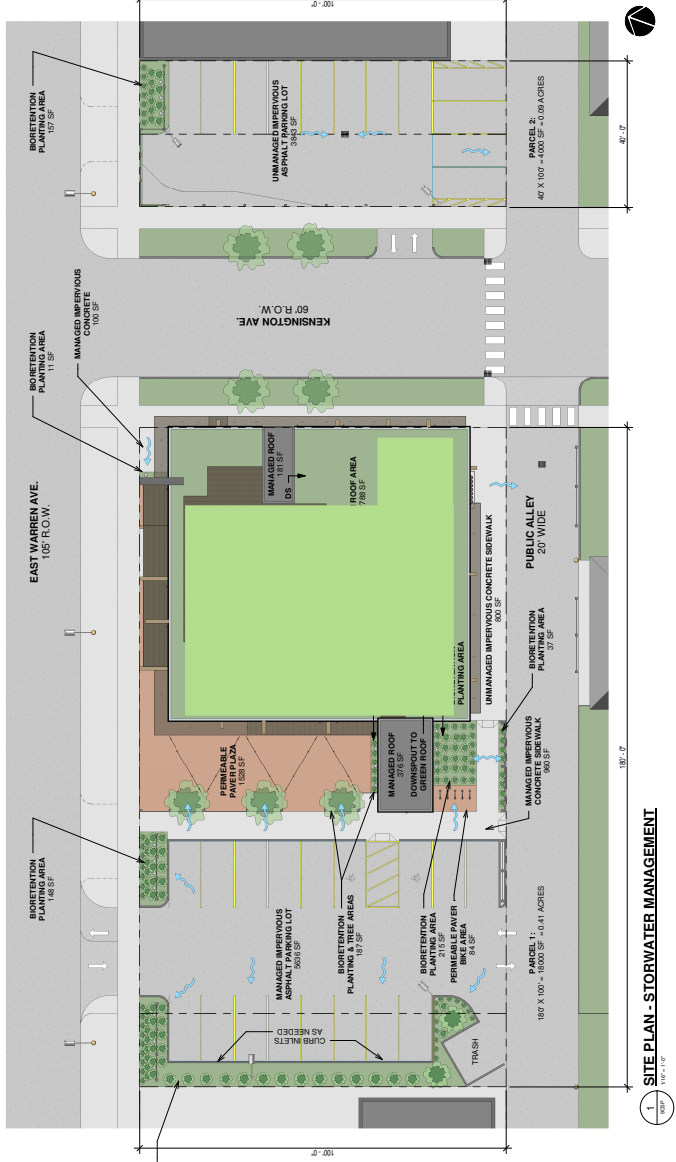 100' - 0"
BIORETENTION
PLANTING AREA
157 SF
UNMANAGED IMPERVIOUS
ASPHALT PARKING LOT
3843 SF
PARCEL 2:
40' X 100' = 4000 SF = 0.09 ACRES
40' - 0"
MANAGED IMPERVIOUS
CONCRETE
100 SF
KENSINGTON AVE.
60' R.O.W.
BIORETENTION
PLANTING AREA
11 SF
EAST WARREN AVE.
105' R.O.W.
MANAGED ROOF
181 SF
DS
ROOF AREA
788 SF
UNMANAGED IMPERVIOUS CONCRETE SIDEWALK
800 SF
PUBLIC ALLEY
20' WIDE
PLANTING AREA
BIORETENTION
PLANTING AREA
37 SF
PERMEABLE
PAVER PLAZA
1528 SF
MANAGED ROOF
376 SF
DOWNSPOUT TO
GREEN ROOF
MANAGED IMPERVIOUS
CONCRETE SIDEWALK
960 SF
180' - 0"
BIORETENTION
PLANTING AREA
148 SF
MANAGED IMPERVIOUS
ASPHALT PARKING LOT
5636 SF
BIORETENTION
PLANTING & TREE AREAS
187 SF
BIORETENTION
PLANTING AREA
215 SF
PERMEABLE PAVER
BIKE AREA
84 SF
PARCEL 1:
180' X 100' = 18000 SF = 0.41 ACRES
CURB INLETS
AS NEEDED
TRASH
100' - 0"
1
9CSP
SITE PLAN - STORWATER MANAGEMENT
1/16" = 1'-0"